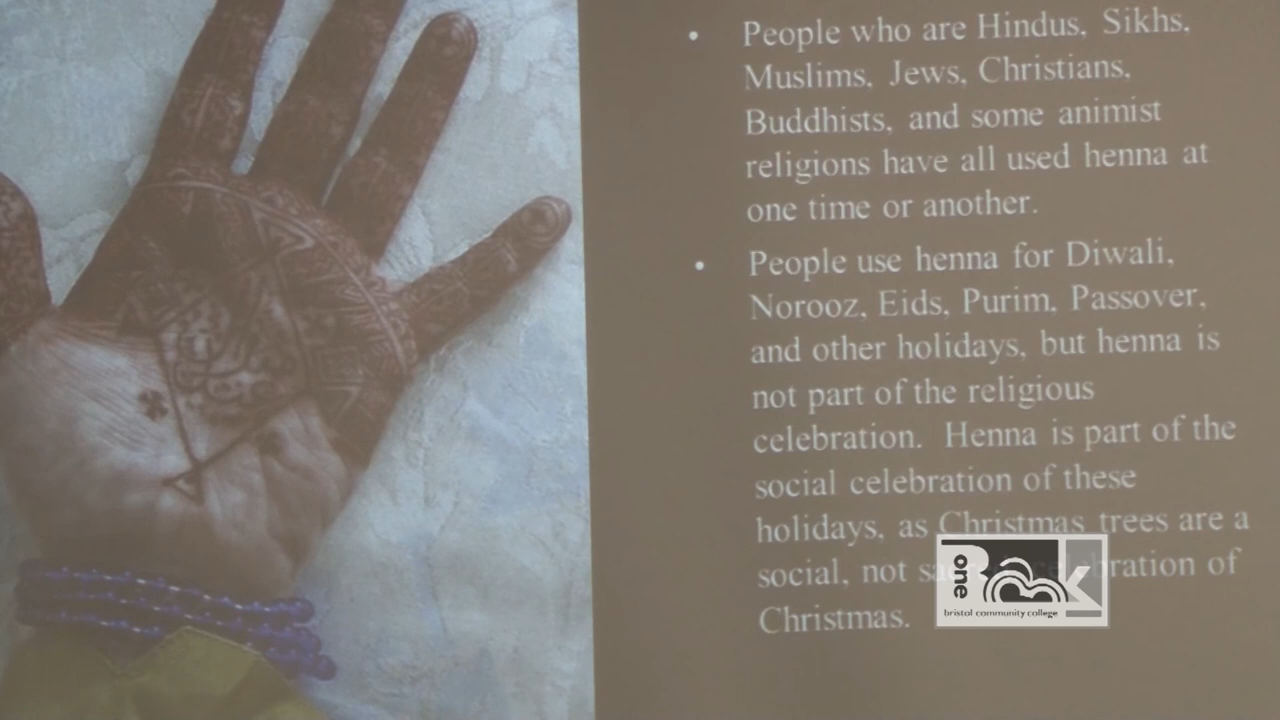 • People who are Hindus, Sikhs,
Muslims, Jews, Christians,
Buddhists, and some animist
religions have all used henna at
one time or another.
• People use henna for Diwali,
Norooz, Eids, Purim, Passover,
and other holidays, but henna is
not part of the religious
celebration. Henna is part of the
social celebration of these
holidays, as Christmas trees are a
social, not of
Christmas.
one Book
bristol community college